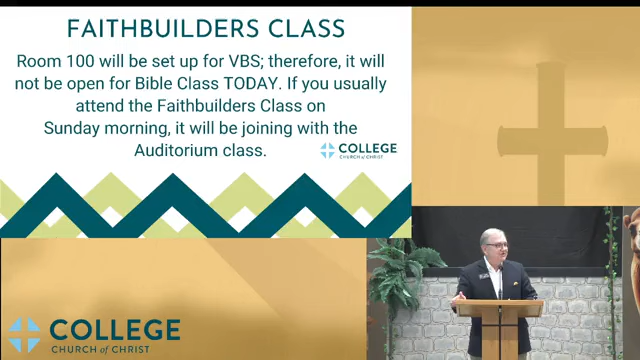 FAITHBUILDERS CLASS
Room 100 will be set up for VBS; therefore, it will
not be open for Bible Class TODAY. If you usually
attend the Faithbuilders Class on
Sunday morning, it will be joining with the
Auditorium class.
COLLEGE
CHURCH of CHRIST
COLLEGE
CHURCH of CHRIST